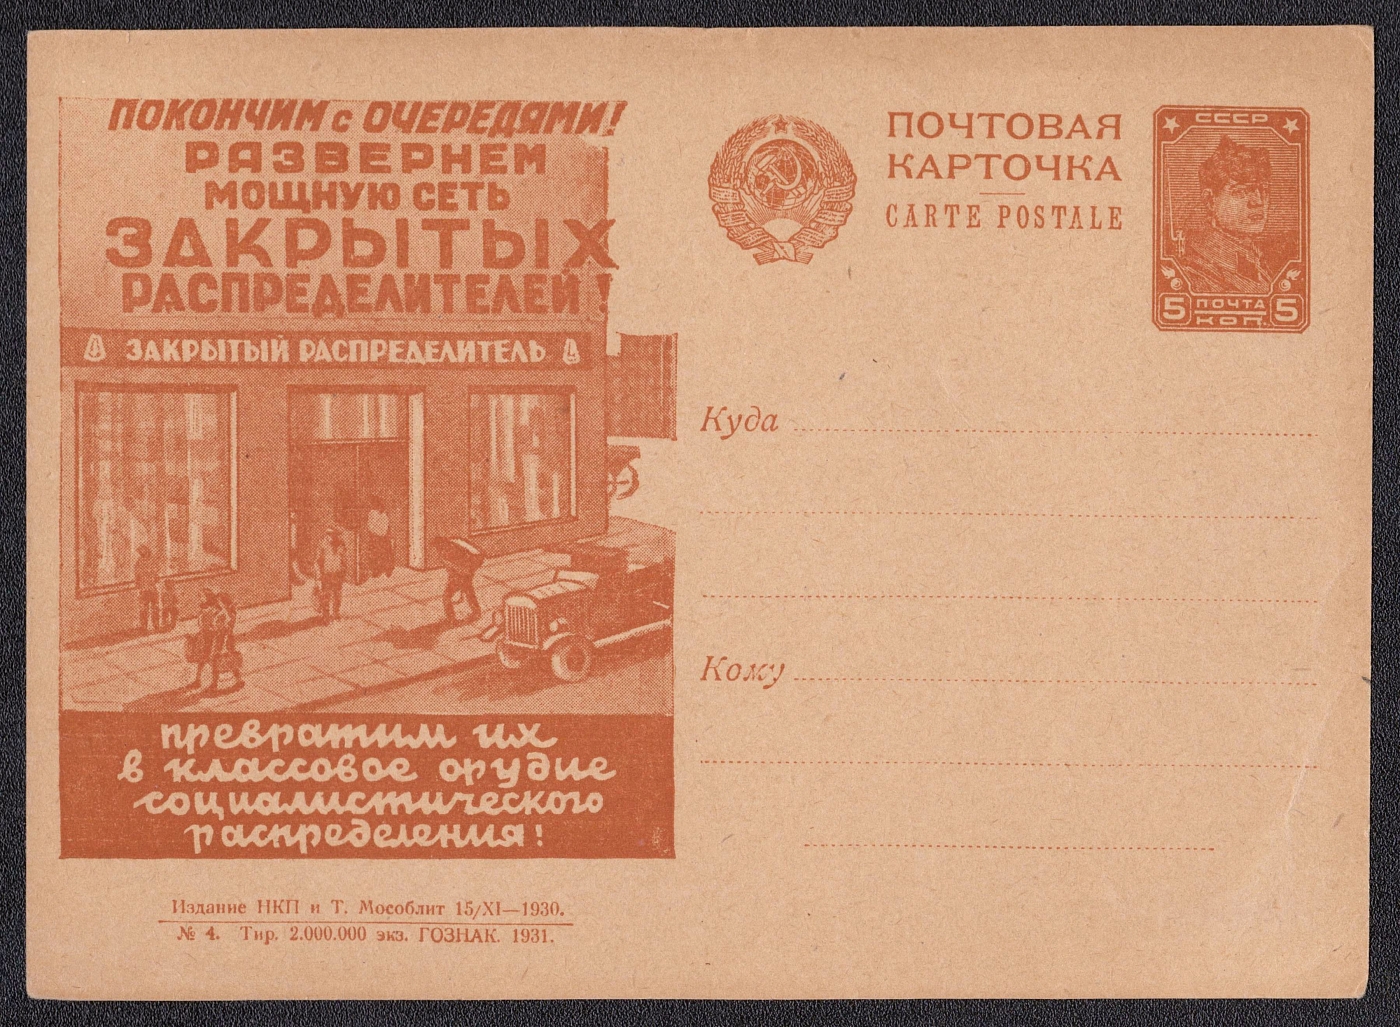 ПОКОНЧИМ с ОЧЕРЕДЯМИ!
РАЗВЕРНЕМ
МОЩНУЮ СЕТЬ
ЗАКРЫТЫХ
РАСПРЕДЕЛИТЕЛЕЙ!
ЗАКРЫТЫЙ РАСПРЕДЕЛИТЕЛЬ
превратим их
в классовое орудие
социалистического
распределения!
Издание НКП и Т. Мособлит 15/XI—1930.
№ 4. Тир. 2.000.000 экз. ГОЗНАК. 1931.
ПОЧТОВАЯ
КАРТОЧКА
CARTE POSTALE
СССР
5 ПОЧТА 5
КОП.
Куда
Кому